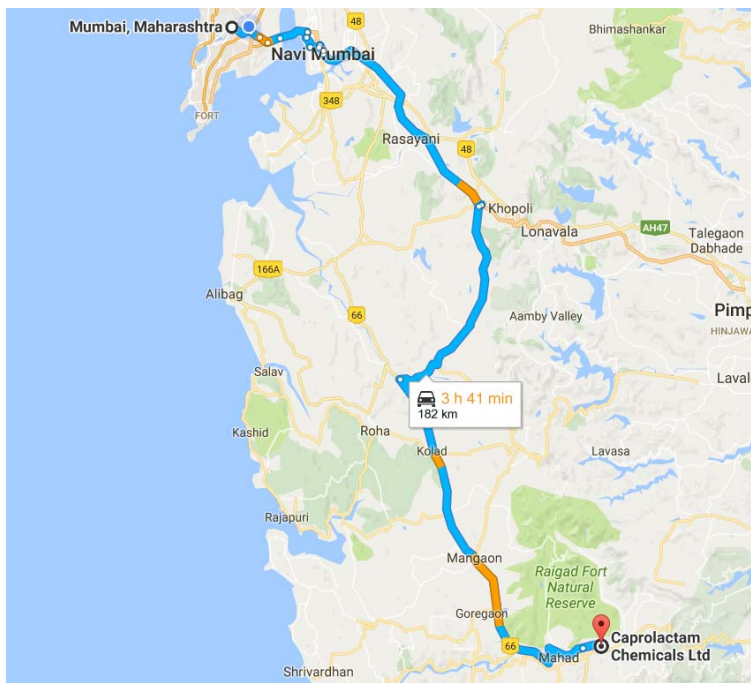 48
Bhimashankar
Mumbai, Maharashtra
Navi Mumbai
FORT
348
Rasayani
48
Khopoli
Lonavala
AH47
Talegaon
Dabhade
166A
Alibag
66
Aamby Valley
Pimp
HINJAWA
Salav
3 h 41 min
182 km
Laval
Roha
Kashid
Kolad
Lavasa
Rajapuri
Mangaon
Raigad Fort
Natural
Reserve
Goregaon
66
Mahad
Caprolactam
Chemicals Ltd
Shrivardhan